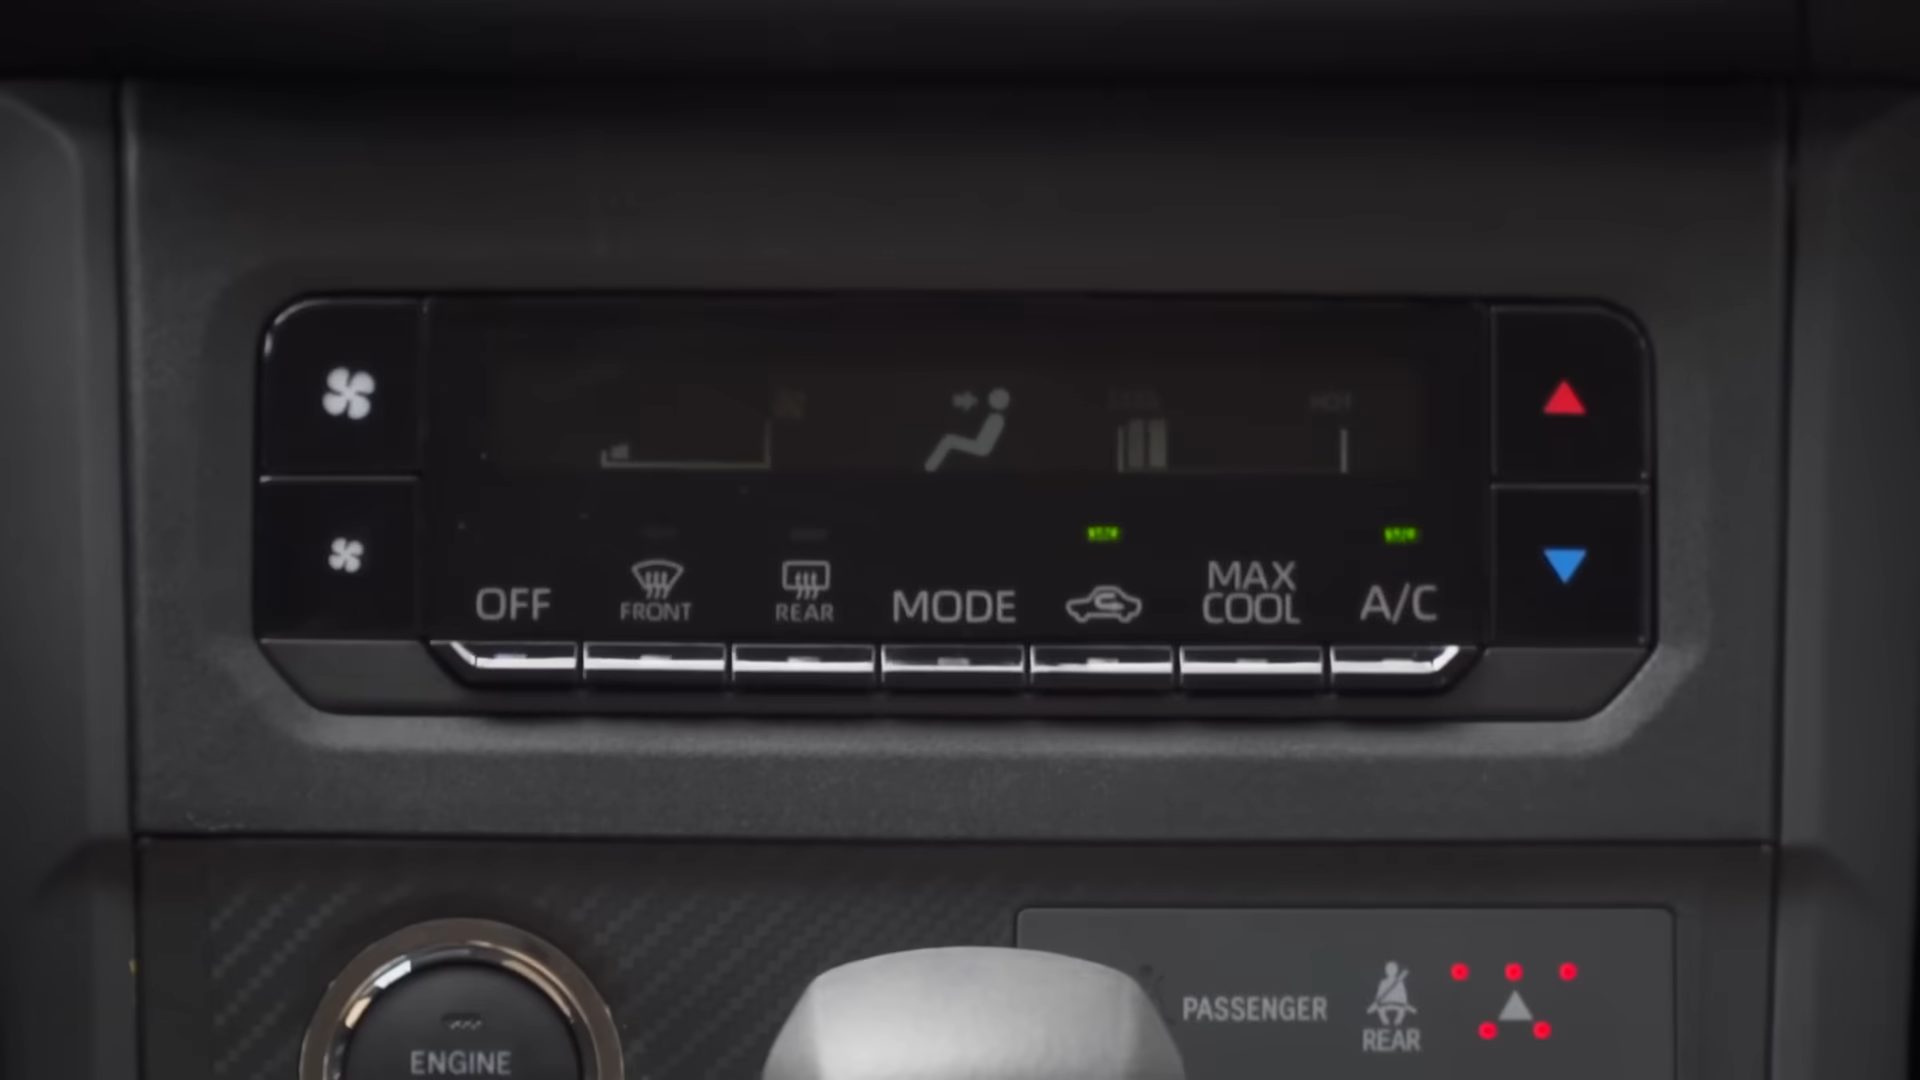 OFF
FRONT
REAR
MODE
MAX
COOL
A/C
PASSENGER
REAR
ENGINE